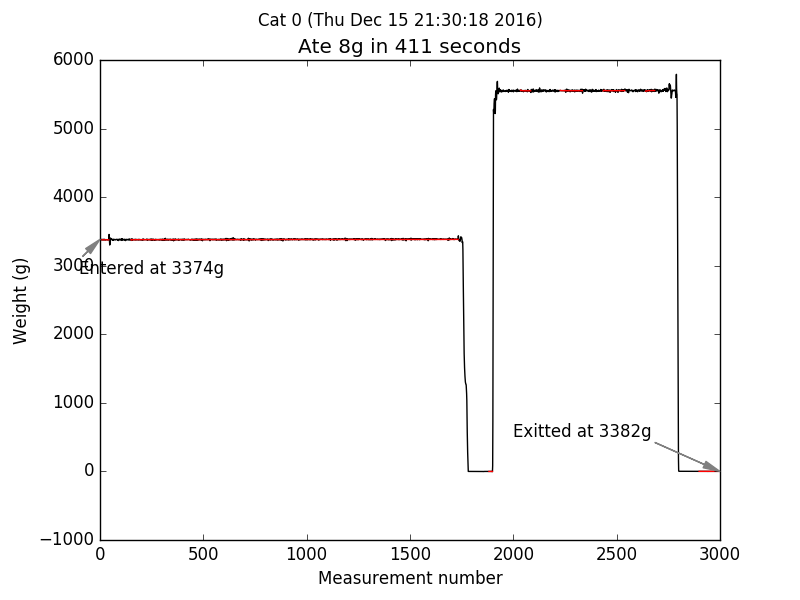 Cat 0 (Thu Dec 15 21:30:18 2016)
Ate 8g in 411 seconds
6000
5000
4000
3000
2000
1000
0
−1000
Weight (g)
Entered at 3374g
Exitted at 3382g
0 500 1000 1500 2000 2500 3000
Measurement number